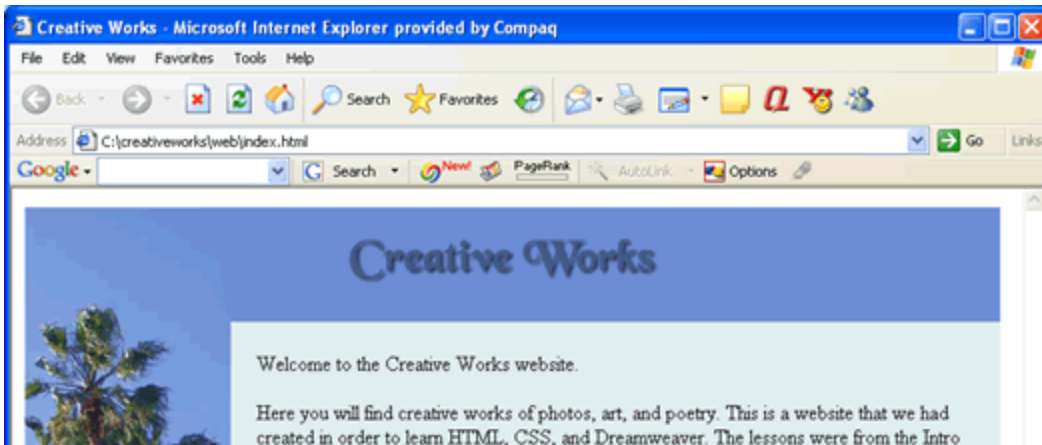 Creative Works - Microsoft Internet Explorer provided by Compaq
File Edit View Favorites Tools Help
Back Search Favorites
Address C:\creativeworks\web\index.html Go Links
Google Search New! PageRank AutoLink Options
Creative Works
Welcome to the Creative Works website.
Here you will find creative works of photos, art, and poetry. This is a website that we had
created in order to learn HTML, CSS, and Dreamweaver. The lessons were from the Intro